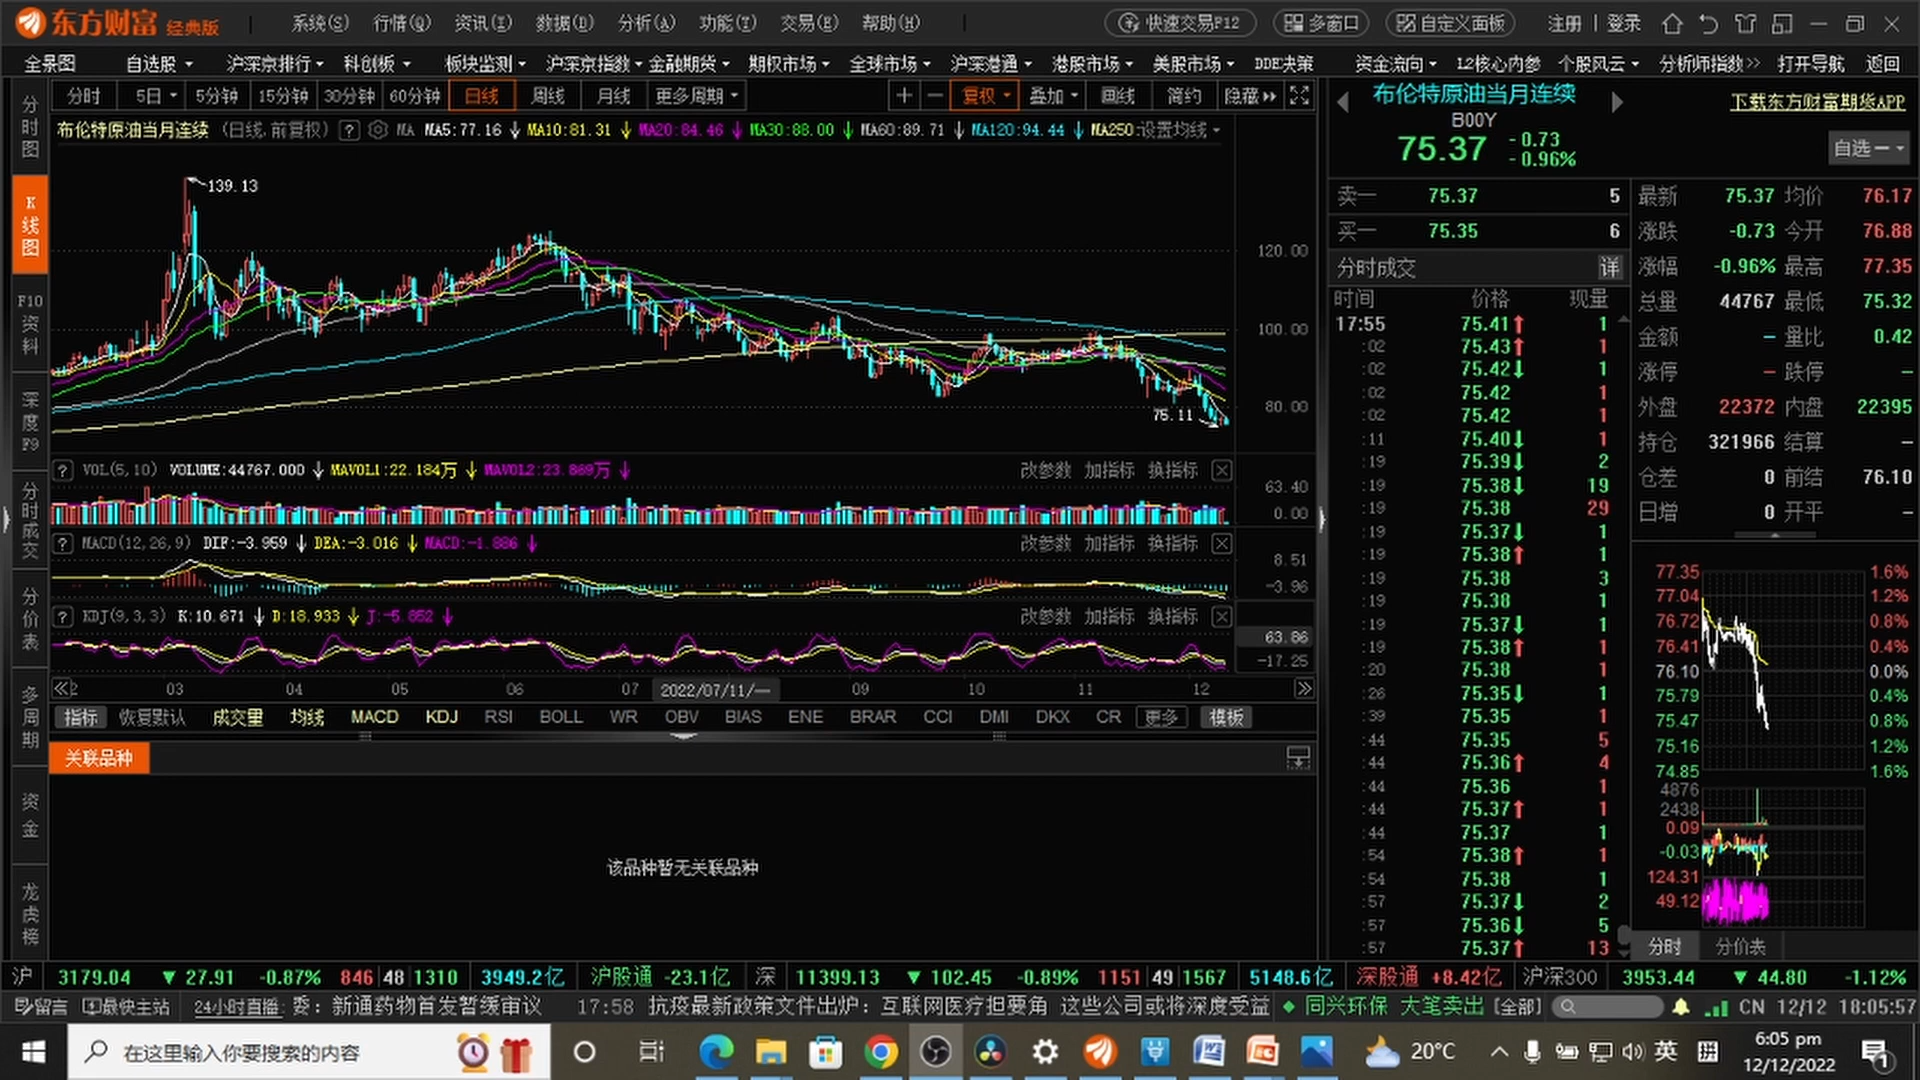 东方财富 经典版 系统(S) 行情(Q) 资讯(I) 数据(D) 分析(A) 功能(T) 交易(E) 帮助(H) 快速交易F12 多窗口 自定义面板 注册 登录
全景图 自选股 沪深京排行 科创板 板块监测 沪深京指数 金融期货 期权市场 全球市场 沪深港通 港股市场 美股市场 DDE决策 资金流向 12核心内参 个股风云 分析师指数 打开导航 返回
分时 5日 5分钟 15分钟 30分钟 60分钟 日线 周线 月线 更多周期 + − 复权 叠加 画线 简约 隐藏
布伦特原油当月连续 (日线.前复权) ? MA MA5:77.16 ↓ MA10:81.31 ↓ MA20:84.46 ↓ MA30:88.00 ↓ MA60:89.71 ↓ MA120:94.44 ↓ MA250: 设置均线
139.13
120.00
100.00
80.00
75.11
? VOL(5,10) VOLUME:44767.000 ↓ MAVOL1:22.184万 ↓ MAVOL2:23.869万 ↓ 改参数 加指标 换指标
63.40
0.00
? MACD(12,26,9) DIF:-3.959 ↓ DEA:-3.016 ↓ MACD:-1.886 ↓ 改参数 加指标 换指标
8.51
-3.96
? KDJ(9,3,3) K:10.671 ↓ D:18.933 ↓ J:-5.852 ↓ 改参数 加指标 换指标
63.86
-17.25
03 04 05 06 07 2022/07/11/一 09 10 11 12
指标 恢复默认 成交量 均线 MACD KDJ RSI BOLL WR OBV BIAS ENE BRAR CCI DMI DKX CR 更多 模板
关联品种
该品种暂无关联品种
分时图
K线图
F10资料
深度F9
分时成交
分价表
多周期
资金
龙虎榜
布伦特原油当月连续
B00Y
75.37 -0.73
-0.96%
下载东方财富期货APP
自选
卖一 75.37 5
买一 75.35 6
分时成交 详
时间 价格 现量
17:55 75.41↑ 1
:02 75.43↑ 1
:02 75.42↓ 1
:02 75.42 1
:02 75.42 1
:11 75.40↓ 1
:19 75.39↓ 2
:19 75.38↓ 19
:19 75.38 29
:19 75.37↓ 1
:19 75.38↑ 1
:19 75.38 3
:19 75.38 1
:19 75.37↓ 1
:19 75.38↑ 1
:20 75.38 1
:26 75.35↓ 1
:39 75.35 1
:44 75.35 5
:44 75.36↑ 4
:44 75.36 1
:44 75.37↑ 1
:44 75.37 1
:54 75.38↑ 1
:54 75.38 1
:57 75.37↓ 2
:57 75.36↓ 5
:57 75.37↑ 13
最新 75.37 均价 76.17
涨跌 -0.73 今开 76.88
涨幅 -0.96% 最高 77.35
总量 44767 最低 75.32
金额 — 量比 0.42
涨停 — 跌停 —
外盘 22372 内盘 22395
持仓 321966 结算 —
仓差 0 前结 76.10
日增 0 开平 —
77.35 1.6%
77.04 1.2%
76.72 0.8%
76.41 0.4%
76.10 0.0%
75.79 0.4%
75.47 0.8%
75.16 1.2%
74.85 1.6%
4876
2438
0.09
-0.03
124.31
49.12
分时 分价表
沪 3179.04 ▼ 27.91 -0.87% 846 48 1310 3949.2亿 沪股通 -23.1亿 深 11399.13 ▼ 102.45 -0.89% 1151 49 1567 5148.6亿 深股通 +8.42亿 沪深300 3953.44 ▼ 44.80 -1.12%
留言 最快主站 24小时直播: 委：新通药物首发暂缓审议 17:58 抗疫最新政策文件出炉：互联网医疗担要角 这些公司或将深度受益 同兴环保 大笔卖出 [全部] CN 12/12 18:05:57
在这里输入你要搜索的内容 20°C 英 拼 6:05 pm
12/12/2022 1